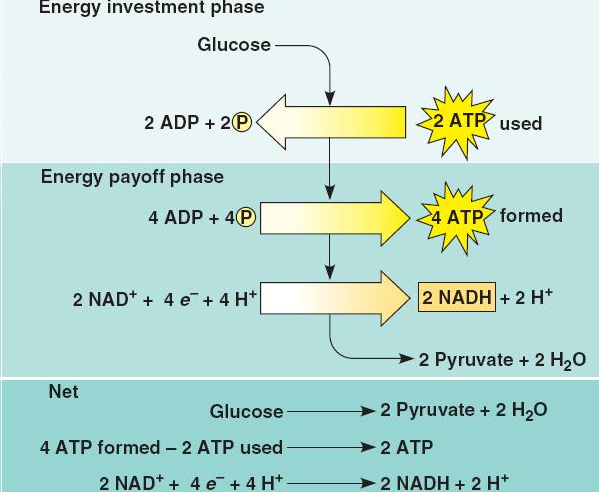 Energy investment phase
Glucose
2 ADP + 2 P
2 ATP used
Energy payoff phase
4 ADP + 4 P
4 ATP formed
2 NAD⁺ + 4 e⁻ + 4 H⁺
2 NADH + 2 H⁺
2 Pyruvate + 2 H₂O
Net
Glucose → 2 Pyruvate + 2 H₂O
4 ATP formed – 2 ATP used → 2 ATP
2 NAD⁺ + 4 e⁻ + 4 H⁺ → 2 NADH + 2 H⁺